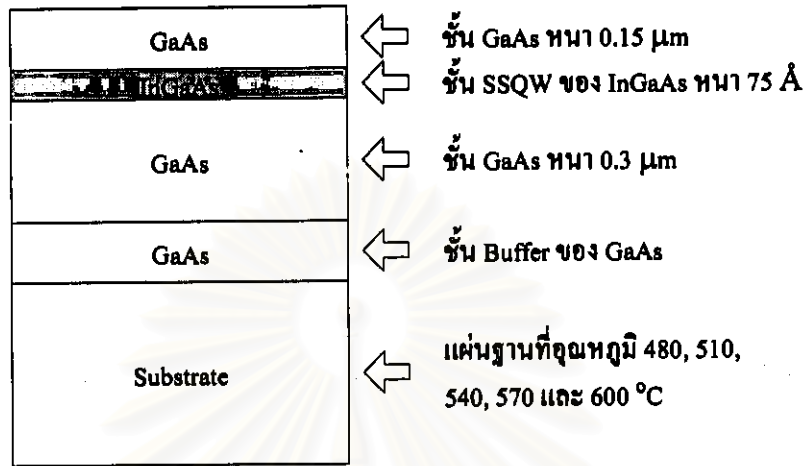 GaAs
ชั้น GaAs หนา 0.15 μm
InGaAs
ชั้น SSQW ของ InGaAs หนา 75 Å
GaAs
ชั้น GaAs หนา 0.3 μm
GaAs
ชั้น Buffer ของ GaAs
Substrate
แผ่นฐานที่อุณหภูมิ 480, 510,
540, 570 และ 600 °C